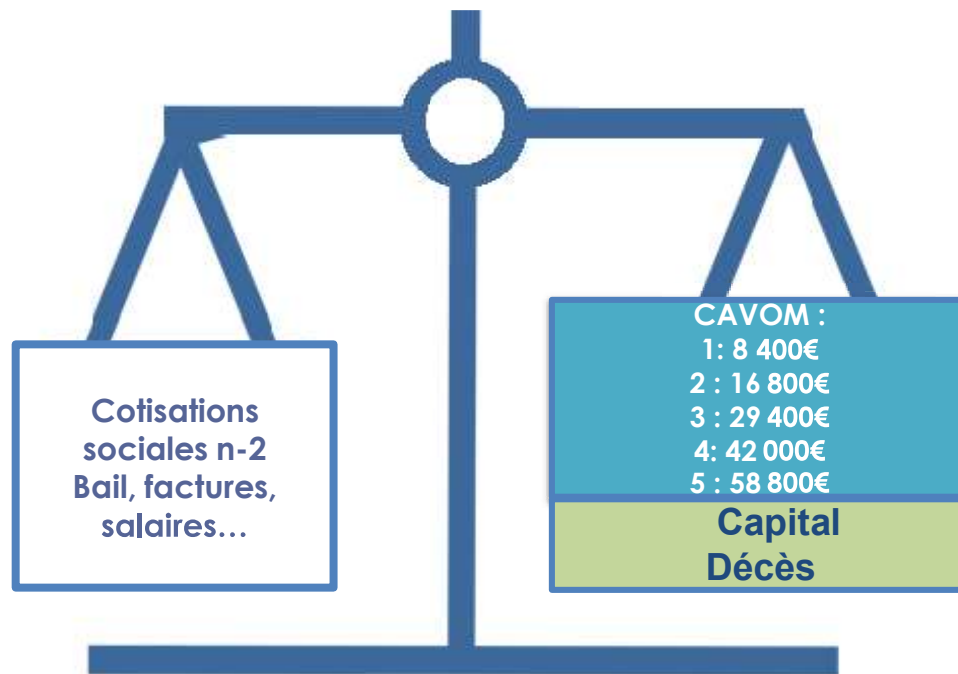 Cotisations
sociales n-2
Bail, factures,
salaires…
CAVOM :
1: 8 400€
2 : 16 800€
3 : 29 400€
4: 42 000€
5 : 58 800€
Capital
Décès